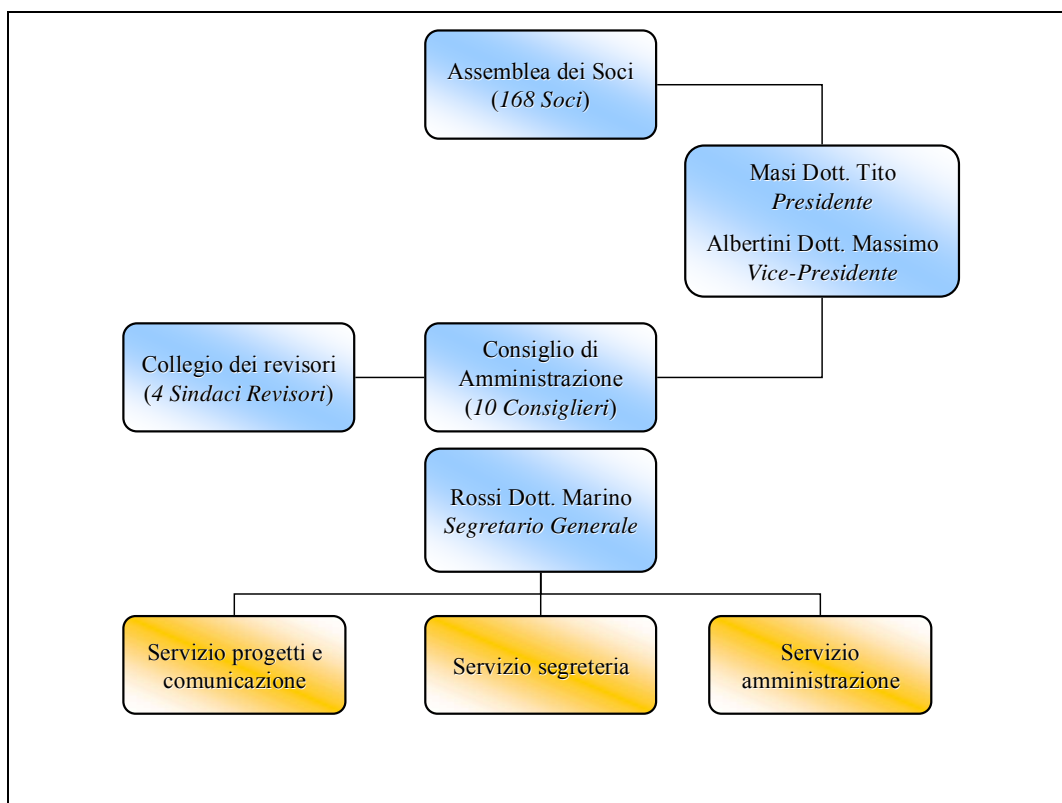 Assemblea dei Soci
(168 Soci)
Masi Dott. Tito
Presidente
Albertini Dott. Massimo
Vice-Presidente
Collegio dei revisori
(4 Sindaci Revisori)
Consiglio di
Amministrazione
(10 Consiglieri)
Rossi Dott. Marino
Segretario Generale
Servizio progetti e
comunicazione
Servizio segreteria
Servizio
amministrazione